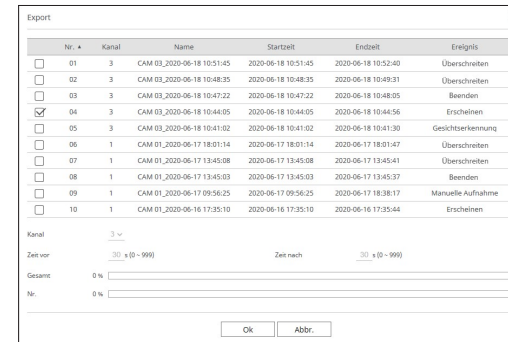 Export
Nr. ▲ Kanal Name Startzeit Endzeit Ereignis
01 3 CAM 03_2020-06-18 10:51:45 2020-06-18 10:51:45 2020-06-18 10:52:40 Überschreiten
02 3 CAM 03_2020-06-18 10:48:35 2020-06-18 10:48:35 2020-06-18 10:49:31 Überschreiten
03 3 CAM 03_2020-06-18 10:47:22 2020-06-18 10:47:22 2020-06-18 10:48:05 Beenden
04 3 CAM 03_2020-06-18 10:44:05 2020-06-18 10:44:05 2020-06-18 10:44:56 Erscheinen
05 3 CAM 03_2020-06-18 10:41:02 2020-06-18 10:41:02 2020-06-18 10:41:30 Gesichtserkennung
06 1 CAM 01_2020-06-17 18:01:14 2020-06-17 18:01:14 2020-06-17 18:01:47 Überschreiten
07 1 CAM 01_2020-06-17 13:45:08 2020-06-17 13:45:08 2020-06-17 13:45:41 Überschreiten
08 1 CAM 01_2020-06-17 13:45:03 2020-06-17 13:45:03 2020-06-17 13:45:37 Beenden
09 1 CAM 01_2020-06-17 09:56:25 2020-06-17 09:56:25 2020-06-17 18:38:17 Manuelle Aufnahme
10 1 CAM 01_2020-06-16 17:35:10 2020-06-16 17:35:10 2020-06-16 17:35:44 Erscheinen
Kanal 3
Zeit vor 30 s (0 ~ 999) Zeit nach 30 s (0 ~ 999)
Gesamt 0 %
Nr. 0 %
Ok Abbr.